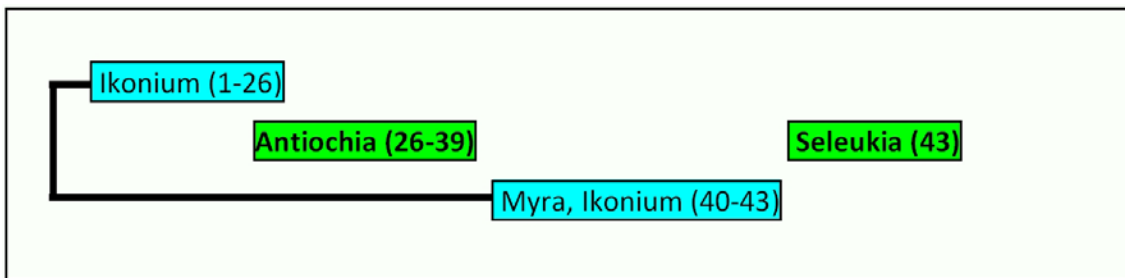 Ikonium (1-26)
Antiochia (26-39)
Seleukia (43)
Myra, Ikonium (40-43)